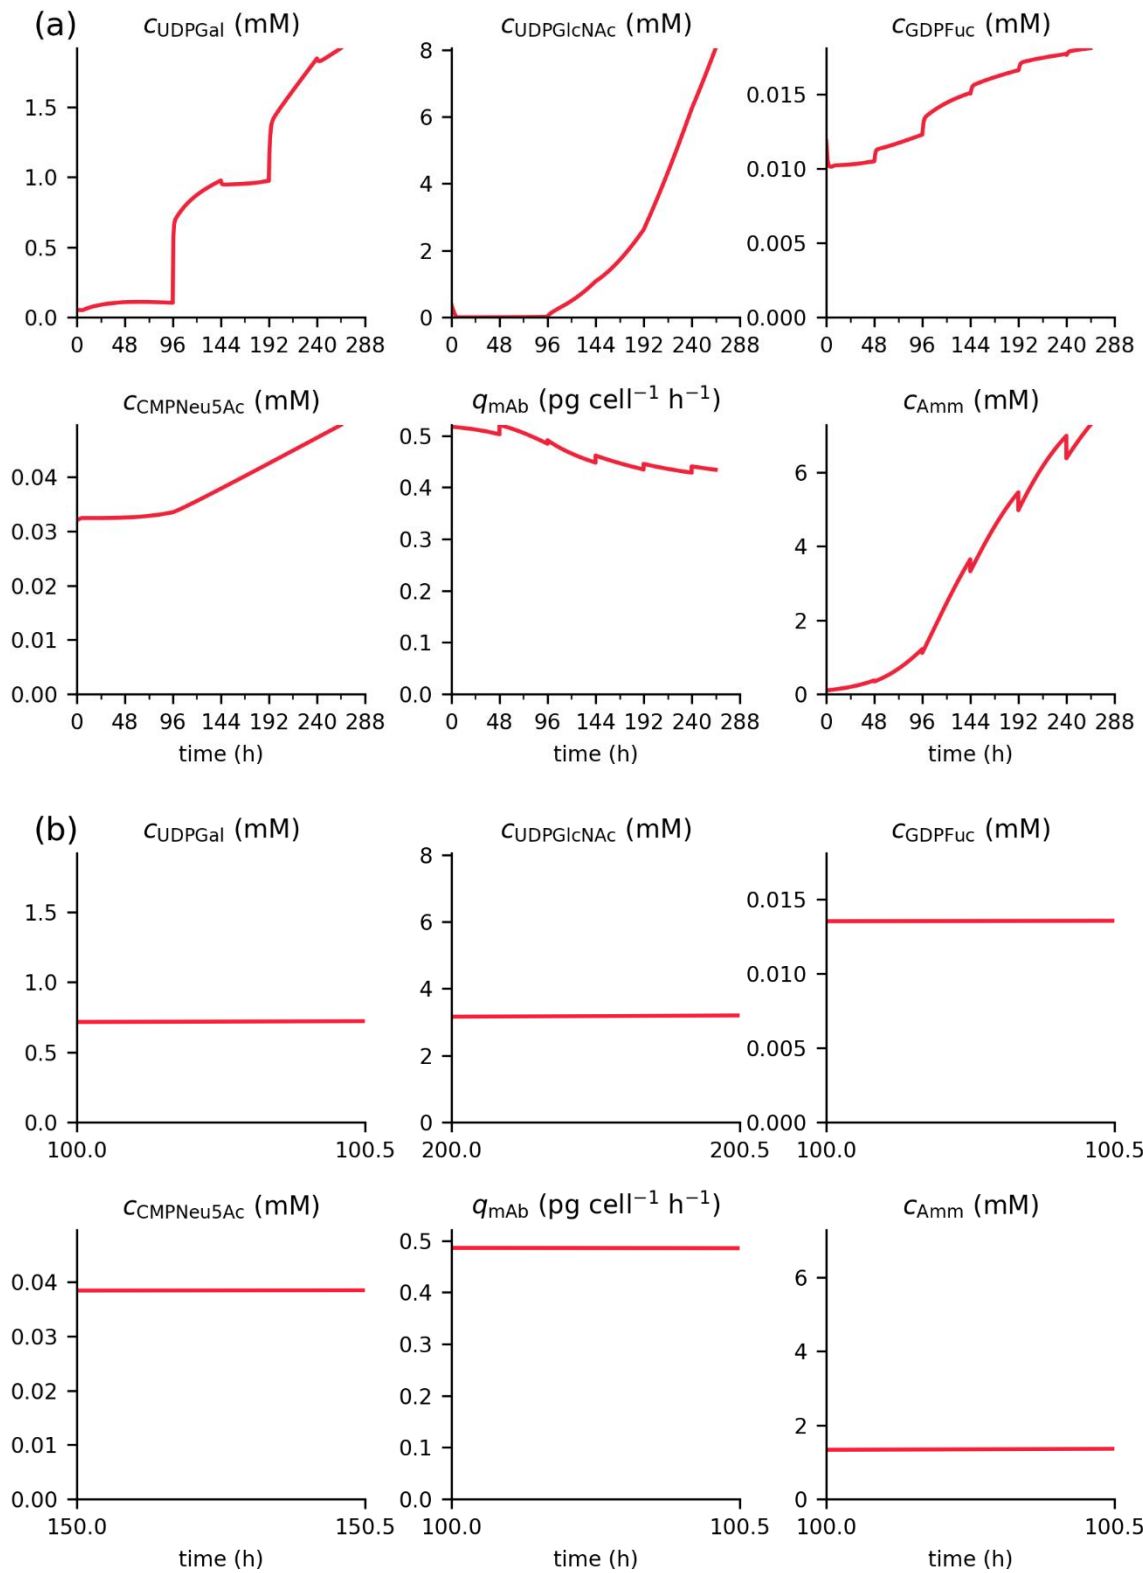 (a)
c_UDPGal (mM)
1.5
1.0
0.5
0.0
0 48 96 144 192 240 288
c_UDPGlcNAc (mM)
8
6
4
2
0
0 48 96 144 192 240 288
c_GDPFuc (mM)
0.015
0.010
0.005
0.000
0 48 96 144 192 240 288
c_CMPNeu5Ac (mM)
0.04
0.03
0.02
0.01
0.00
0 48 96 144 192 240 288
time (h)
q_mAb (pg cell⁻¹ h⁻¹)
0.5
0.4
0.3
0.2
0.1
0.0
0 48 96 144 192 240 288
time (h)
c_Amm (mM)
6
4
2
0
0 48 96 144 192 240 288
time (h)
(b)
c_UDPGal (mM)
1.5
1.0
0.5
0.0
100.0 100.5
c_UDPGlcNAc (mM)
8
6
4
2
0
200.0 200.5
c_GDPFuc (mM)
0.015
0.010
0.005
0.000
100.0 100.5
c_CMPNeu5Ac (mM)
0.04
0.03
0.02
0.01
0.00
150.0 150.5
time (h)
q_mAb (pg cell⁻¹ h⁻¹)
0.5
0.4
0.3
0.2
0.1
0.0
100.0 100.5
time (h)
c_Amm (mM)
6
4
2
0
100.0 100.5
time (h)